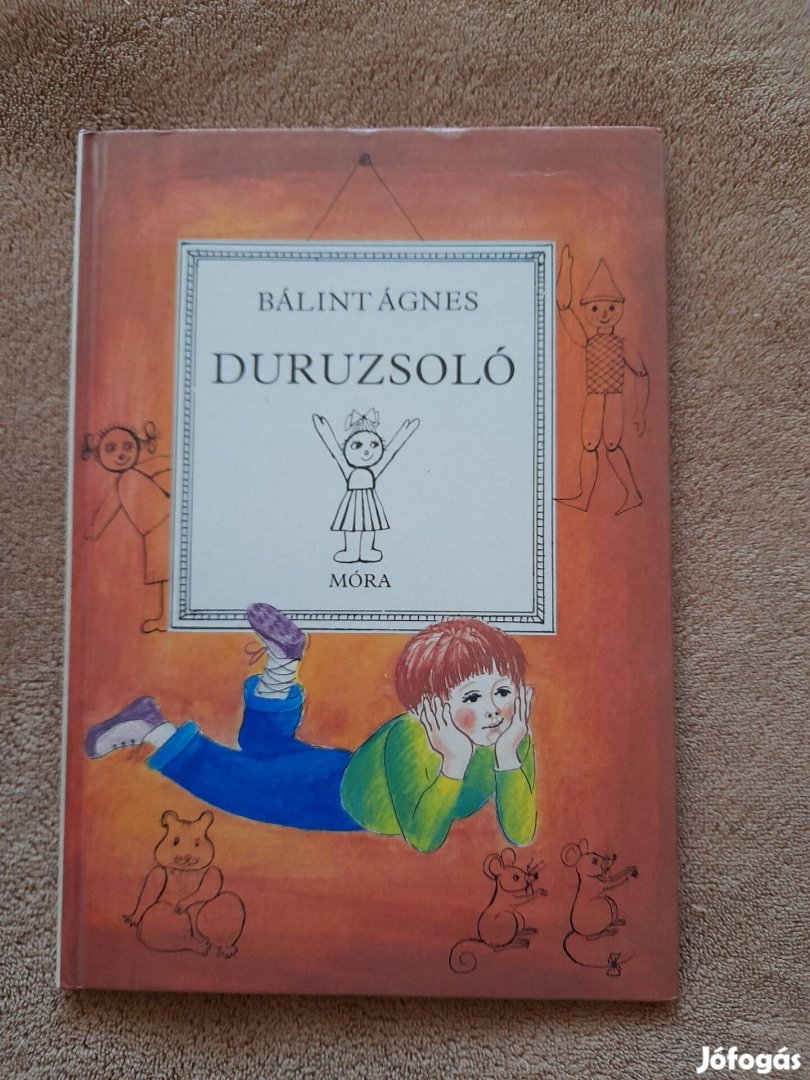 BÁLINT ÁGNES
DURUZSOLÓ
MÓRA
Jófogás